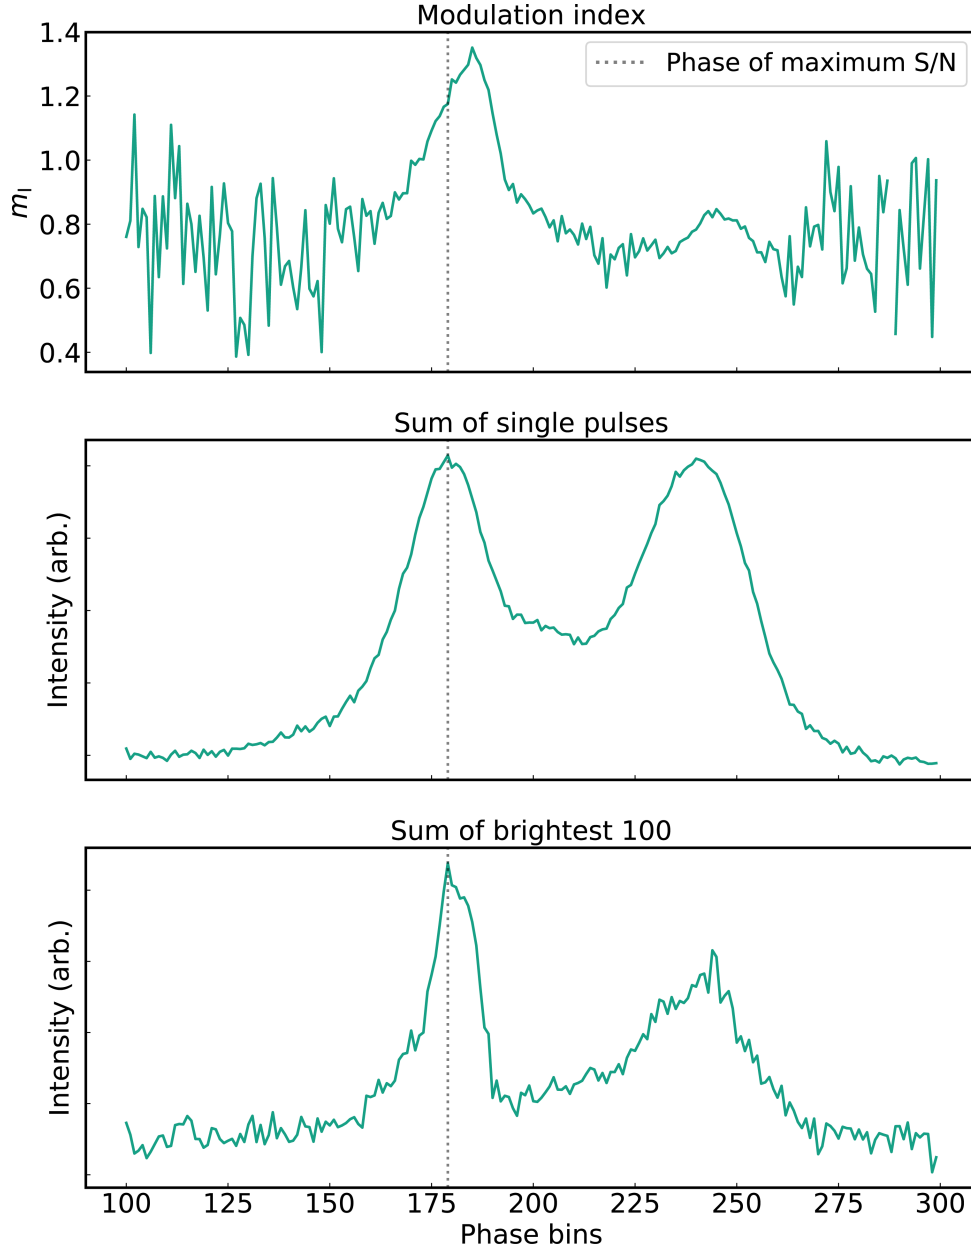 Modulation index
1.4
1.2
1.0
0.8
0.6
0.4
m_I
Phase of maximum S/N
Sum of single pulses
Intensity (arb.)
Sum of brightest 100
Intensity (arb.)
100 125 150 175 200 225 250 275 300
Phase bins